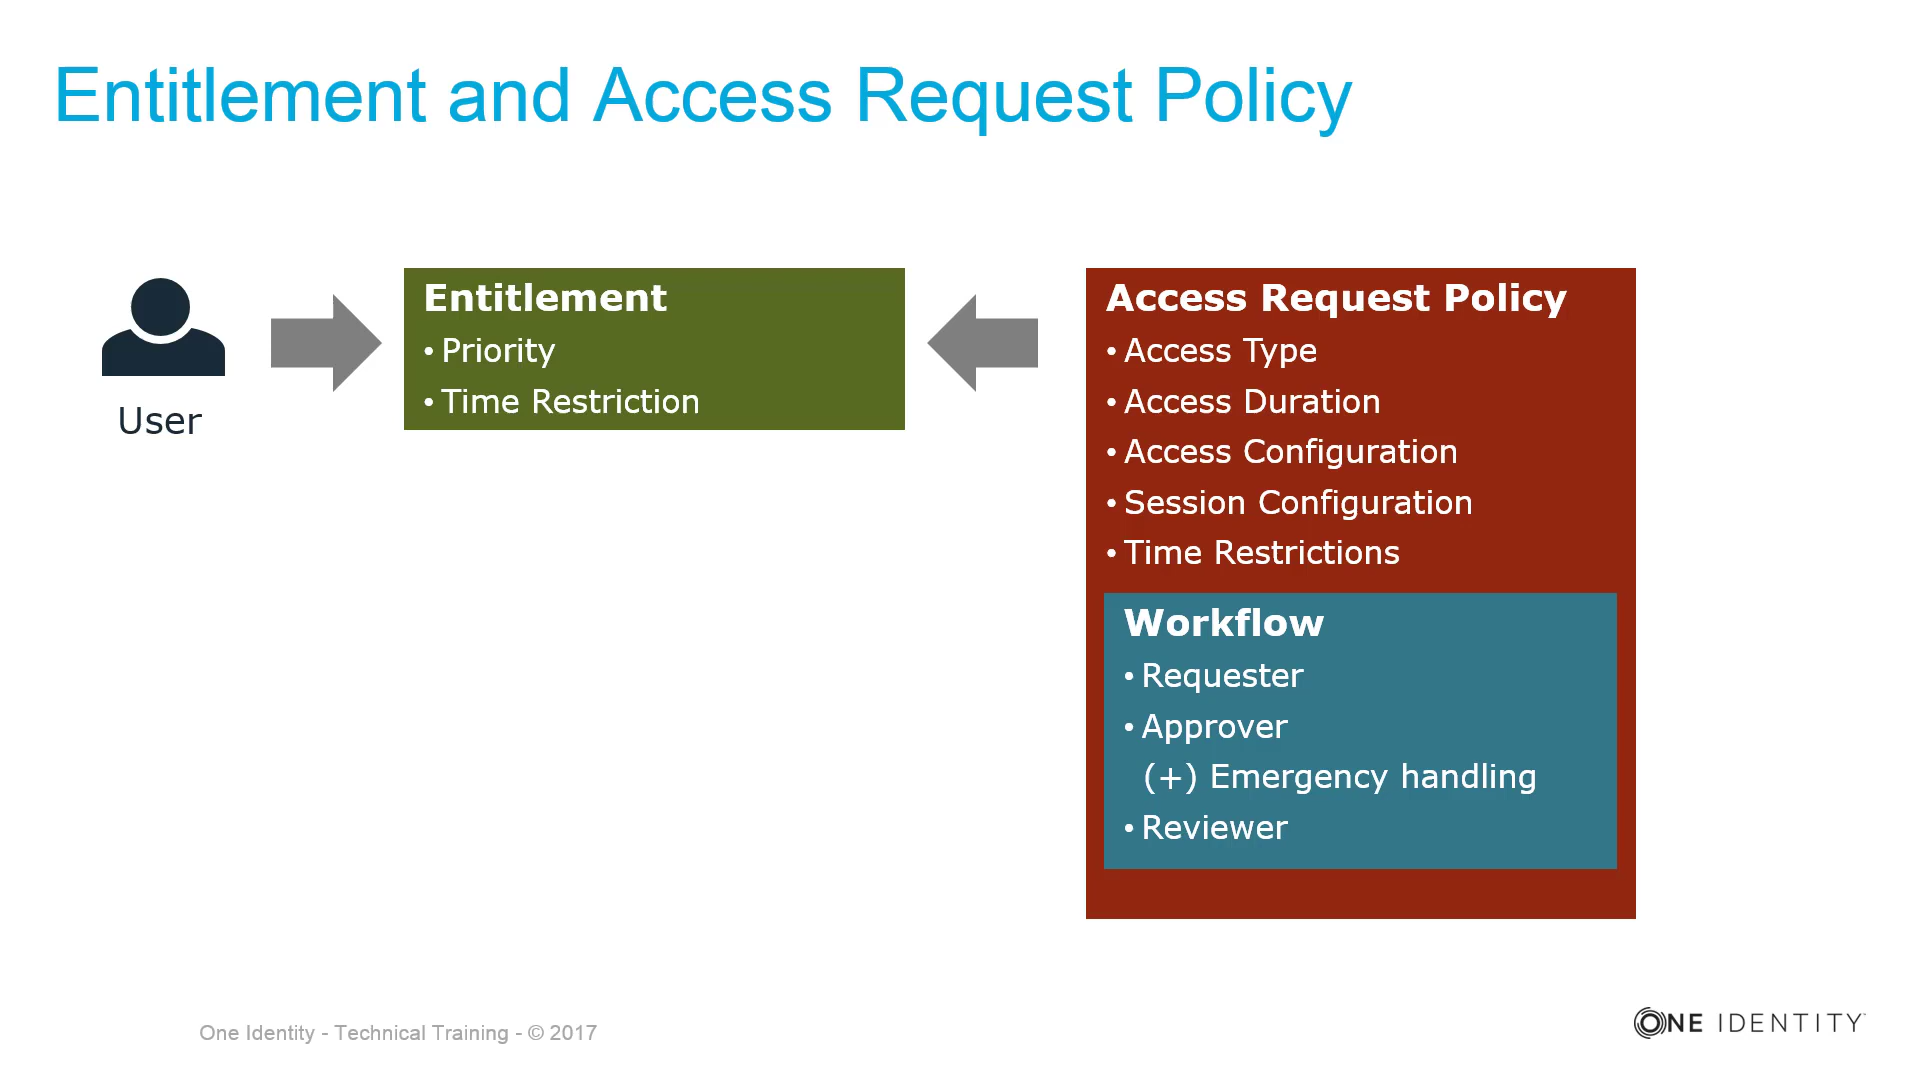 Entitlement and Access Request Policy
User
Entitlement
• Priority
• Time Restriction
Access Request Policy
• Access Type
• Access Duration
• Access Configuration
• Session Configuration
• Time Restrictions
Workflow
• Requester
• Approver
(+) Emergency handling
• Reviewer
One Identity - Technical Training - © 2017
ONE IDENTITY